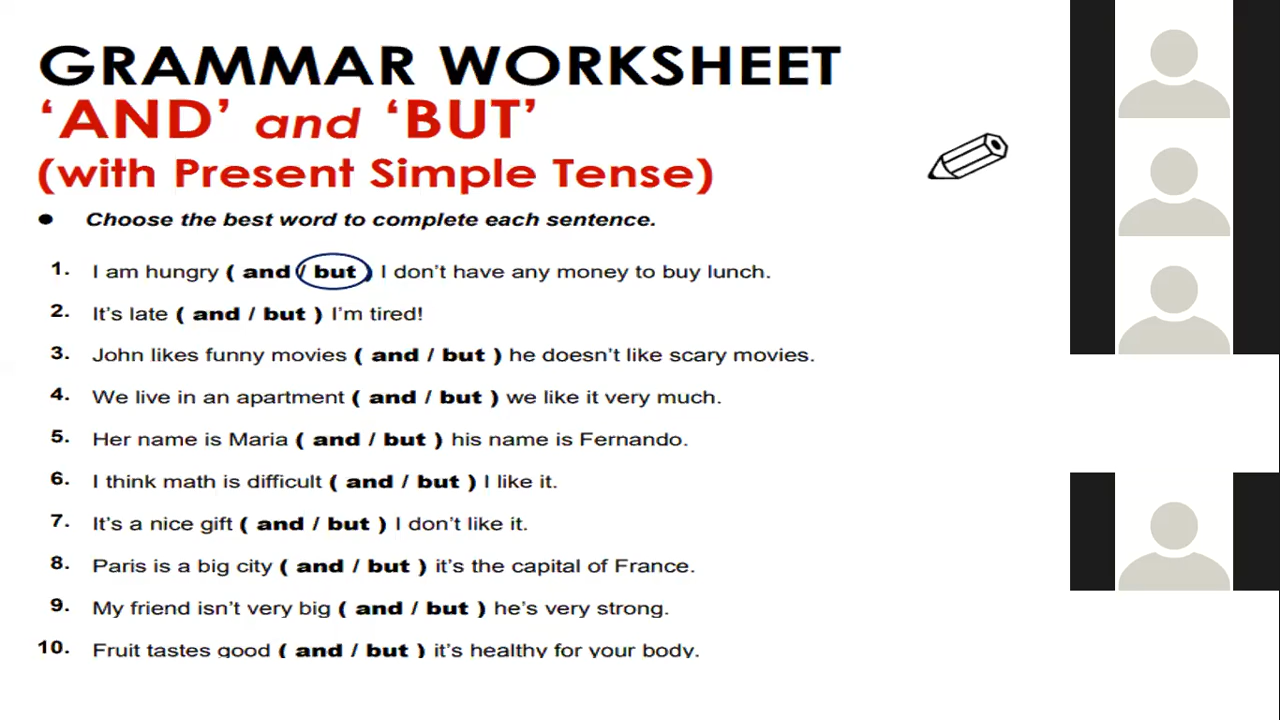 GRAMMAR WORKSHEET
‘AND’ and ‘BUT’
(with Present Simple Tense)
● Choose the best word to complete each sentence.
1. I am hungry ( and / but ) I don’t have any money to buy lunch.
2. It’s late ( and / but ) I’m tired!
3. John likes funny movies ( and / but ) he doesn’t like scary movies.
4. We live in an apartment ( and / but ) we like it very much.
5. Her name is Maria ( and / but ) his name is Fernando.
6. I think math is difficult ( and / but ) I like it.
7. It’s a nice gift ( and / but ) I don’t like it.
8. Paris is a big city ( and / but ) it’s the capital of France.
9. My friend isn’t very big ( and / but ) he’s very strong.
10. Fruit tastes good ( and / but ) it’s healthy for your body.